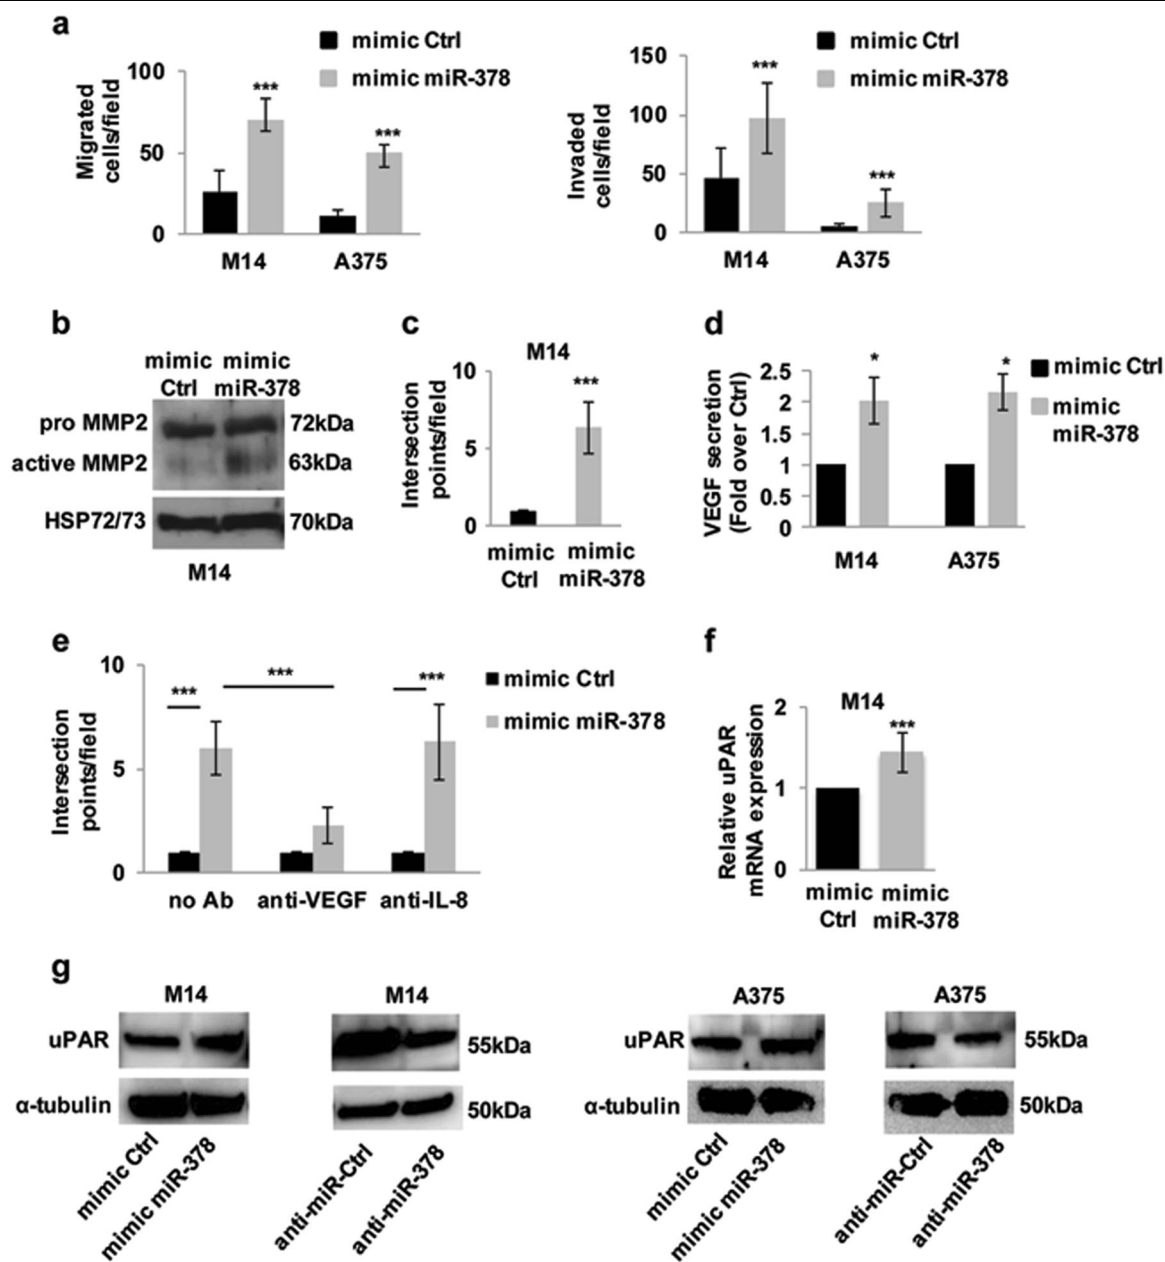 a
mimic Ctrl
mimic miR-378
Migrated
cells/field
100
50
0
***
***
M14
A375
mimic Ctrl
mimic miR-378
Invaded
cells/field
150
100
50
0
***
***
M14
A375
b
mimic mimic
Ctrl miR-378
pro MMP2 72kDa
active MMP2 63kDa
HSP72/73 70kDa
M14
c
M14
Intersection
points/field
10
5
0
***
mimic mimic
Ctrl miR-378
d
VEGF secretion
(Fold over Ctrl)
2.5
2
1.5
1
0.5
0
*
*
M14
A375
mimic Ctrl
mimic
miR-378
e
Intersection
points/field
10
5
0
***
***
***
no Ab anti-VEGF anti-IL-8
mimic Ctrl
mimic miR-378
f
M14
Relative uPAR
mRNA expression
2
1
0
***
mimic mimic
Ctrl miR-378
g
M14 M14 A375 A375
uPAR 55kDa uPAR 55kDa
α-tubulin 50kDa α-tubulin 50kDa
mimic Ctrl
mimic miR-378
anti-miR-Ctrl
anti-miR-378
mimic Ctrl
mimic miR-378
anti-miR-Ctrl
anti-miR-378